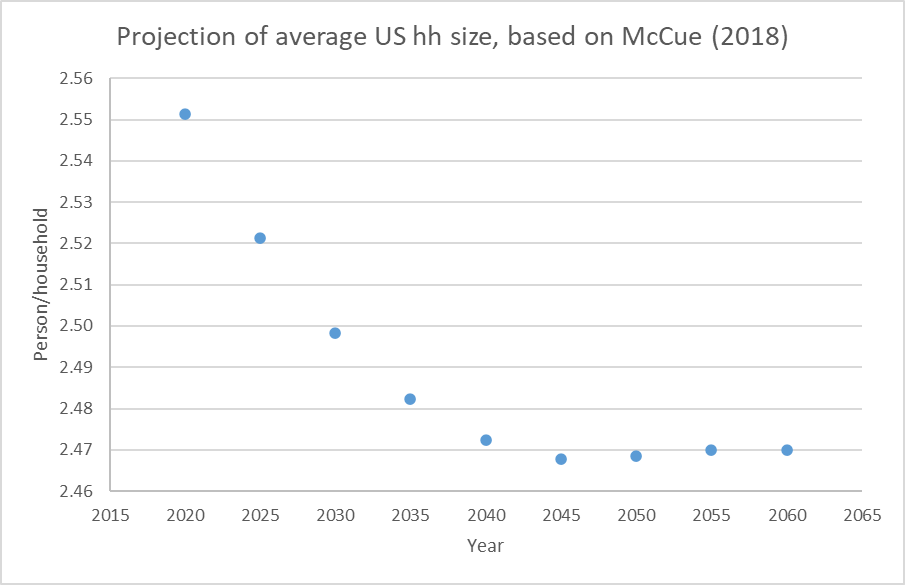 Projection of average US hh size, based on McCue (2018)
2.56
2.55
2.54
2.53
2.52
2.51
2.50
2.49
2.48
2.47
2.46
Person/household
2015 2020 2025 2030 2035 2040 2045 2050 2055 2060 2065
Year